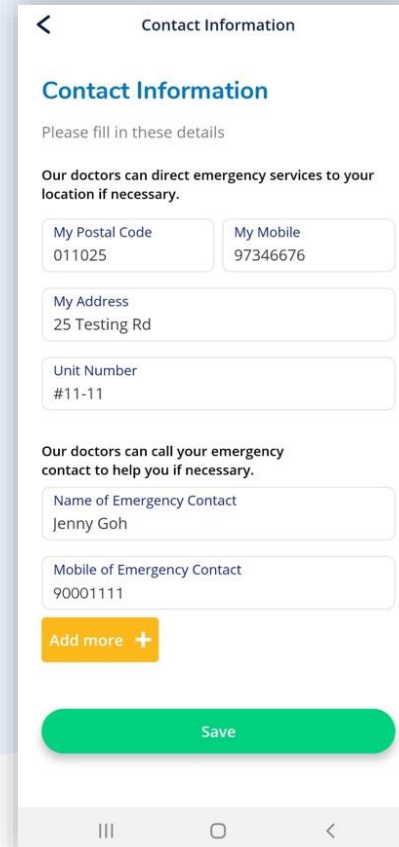 Contact Information
Contact Information
Please fill in these details
Our doctors can direct emergency services to your
location if necessary.
My Postal Code
011025
My Mobile
97346676
My Address
25 Testing Rd
Unit Number
#11-11
Our doctors can call your emergency
contact to help you if necessary.
Name of Emergency Contact
Jenny Goh
Mobile of Emergency Contact
90001111
Add more +
Save